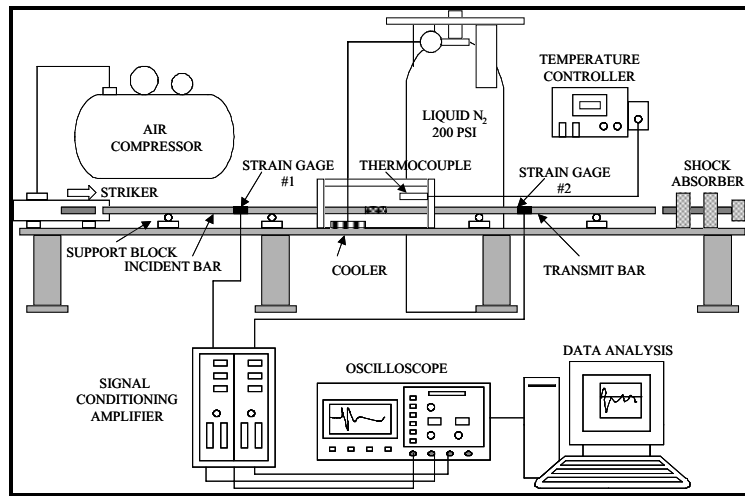 TEMPERATURE
CONTROLLER
LIQUID N₂
200 PSI
AIR
COMPRESSOR
STRAIN GAGE
#1
THERMOCOUPLE
STRAIN GAGE
#2
SHOCK
ABSORBER
STRIKER
SUPPORT BLOCK
INCIDENT BAR
COOLER
TRANSMIT BAR
SIGNAL
CONDITIONING
AMPLIFIER
OSCILLOSCOPE
DATA ANALYSIS